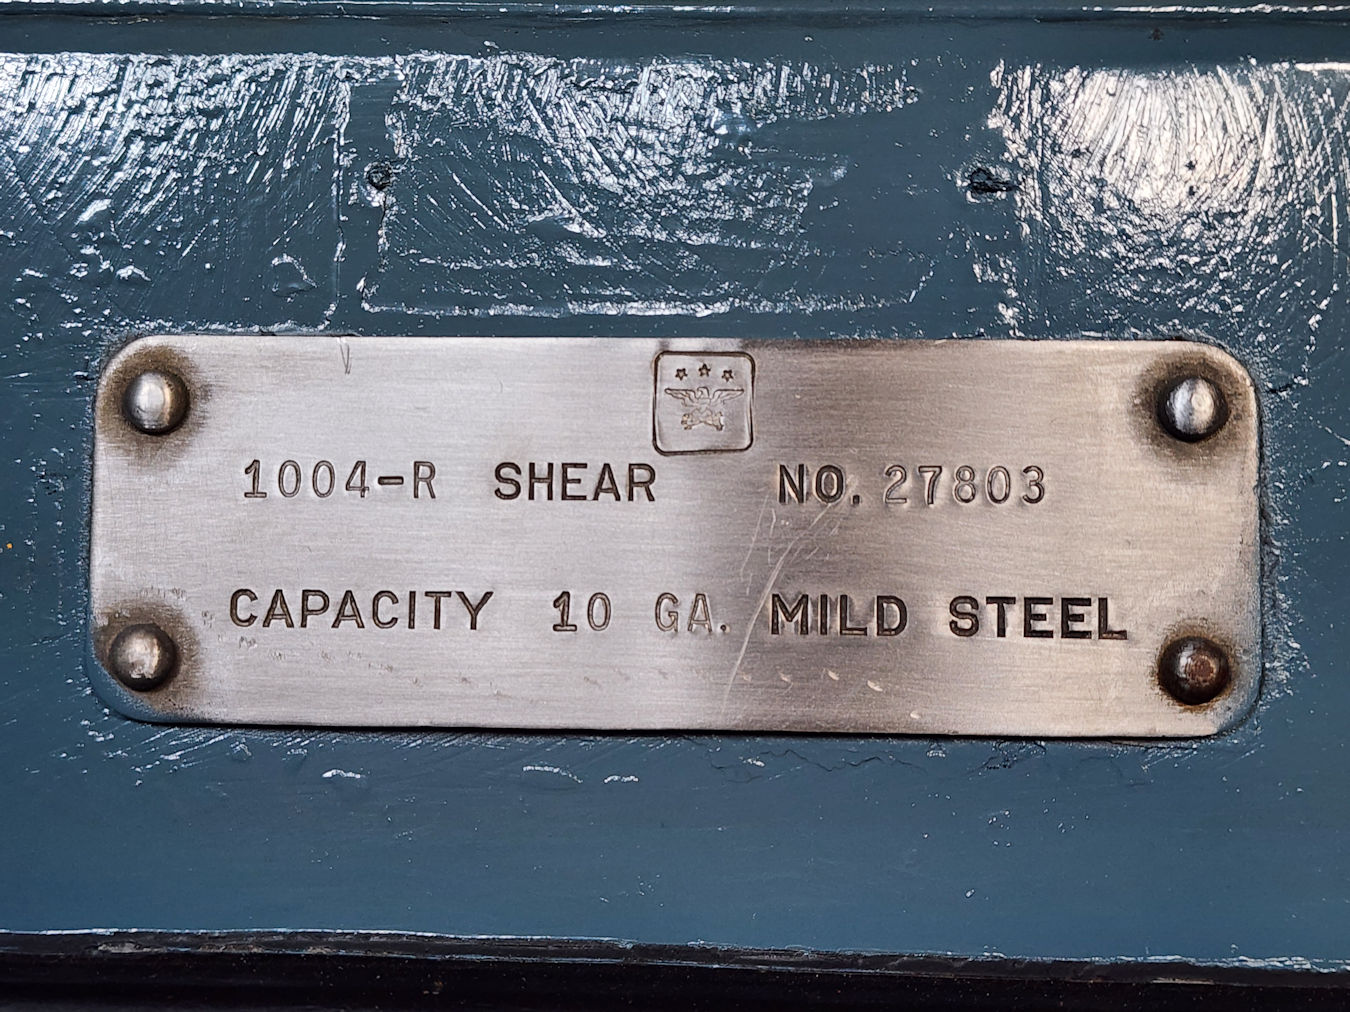 1004-R SHEAR NO. 27803
CAPACITY 10 GA. MILD STEEL